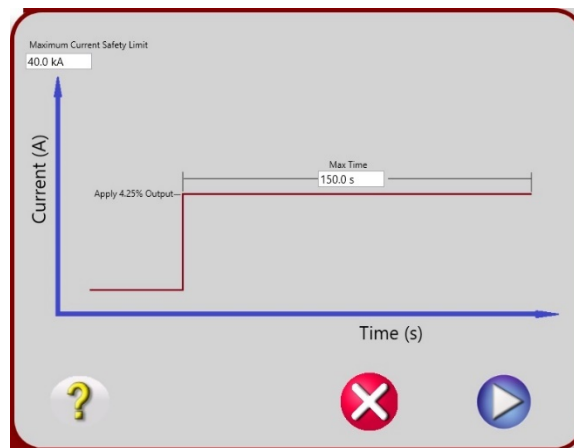 Maximum Current Safety Limit
40.0 kA
Current (A)
Max Time
150.0 s
Apply 4.25% Output
Time (s)
?